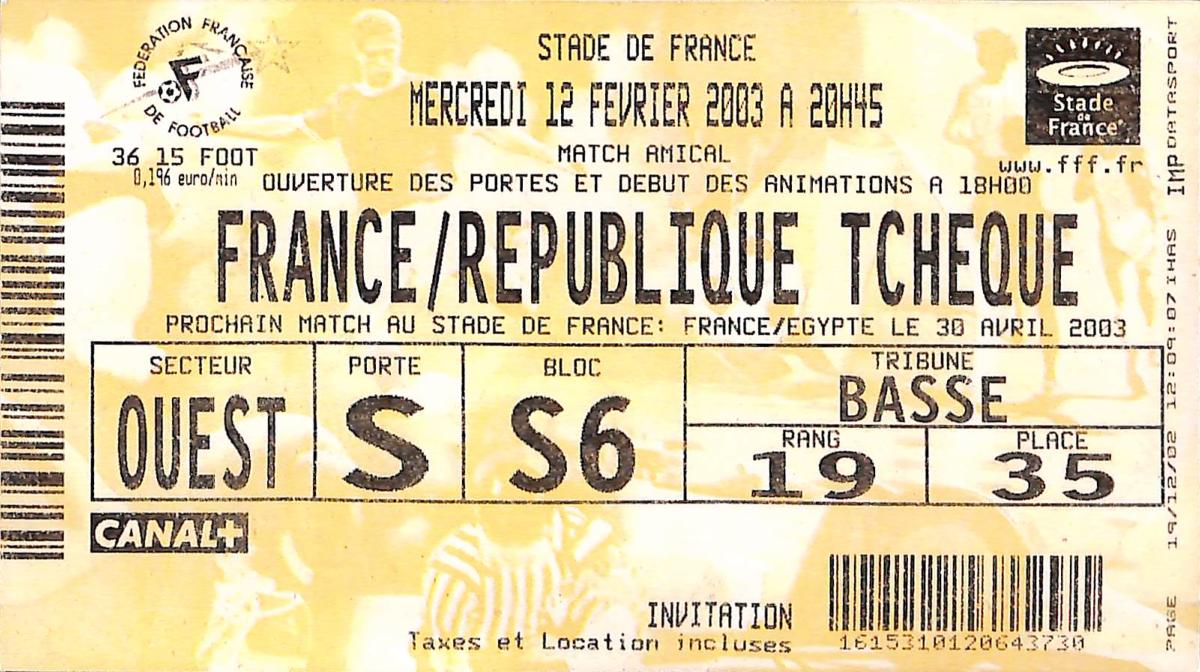 FEDERATION FRANÇAISE
DE FOOTBALL
36 15 FOOT
0,196 euro/min
STADE DE FRANCE
MERCREDI 12 FEVRIER 2003 A 20H45
MATCH AMICAL
OUVERTURE DES PORTES ET DEBUT DES ANIMATIONS A 18H00
Stade
de
France
www.fff.fr
FRANCE/REPUBLIQUE TCHEQUE
PROCHAIN MATCH AU STADE DE FRANCE: FRANCE/EGYPTE LE 30 AVRIL 2003
SECTEUR
OUEST
PORTE
S
BLOC
S6
TRIBUNE
BASSE
RANG
19
PLACE
35
CANAL+
INVITATION
Taxes et Location incluses
1615310120643730
PAGE 19/12/02 12:09:07 IHAS IMP DATASPORT